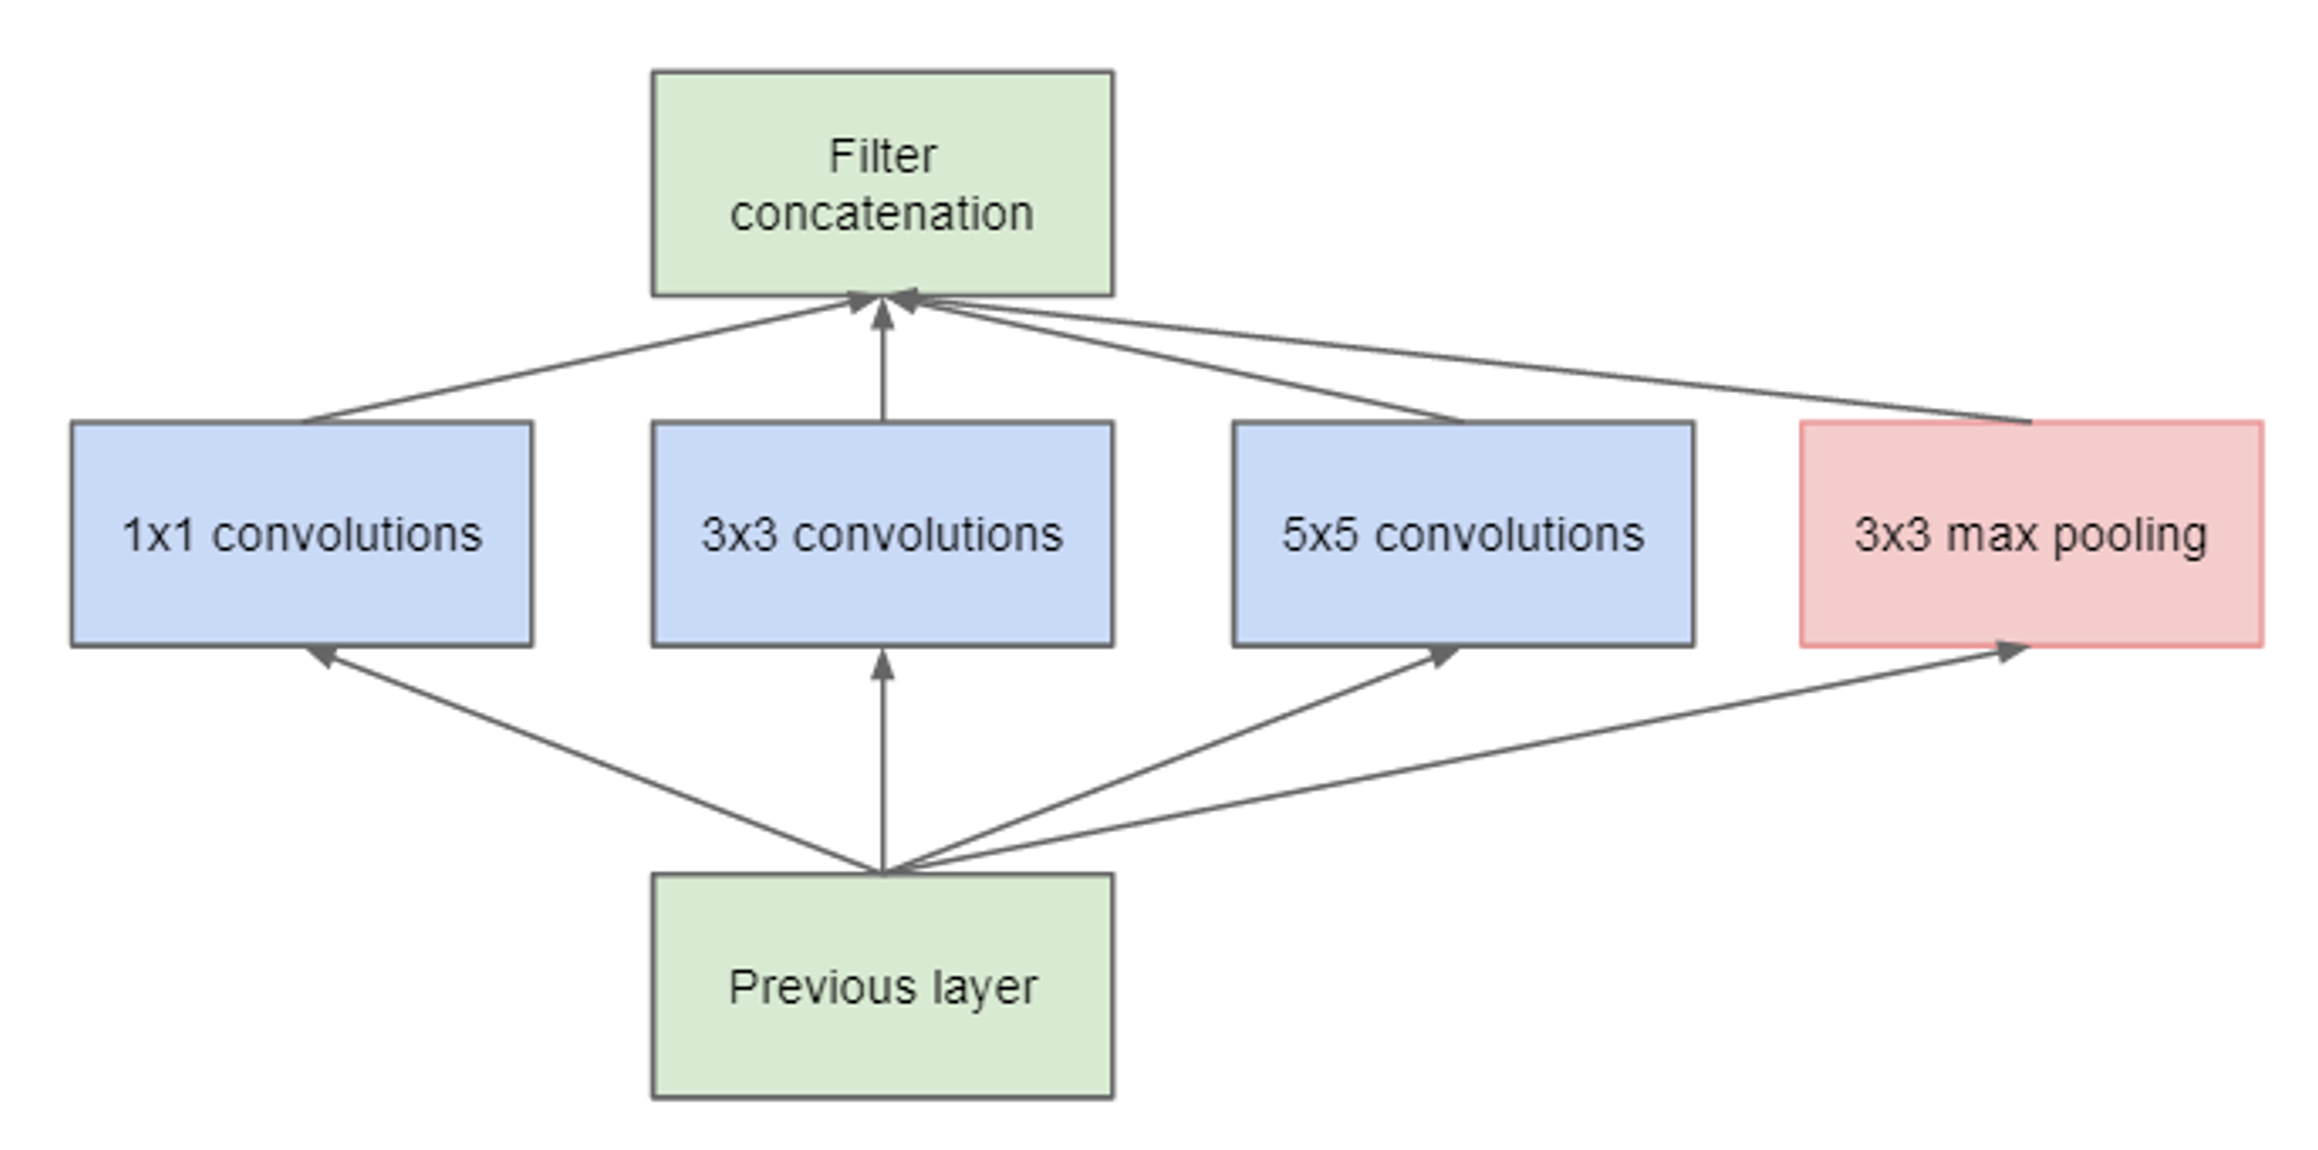 Filter
concatenation
1x1 convolutions
3x3 convolutions
5x5 convolutions
3x3 max pooling
Previous layer